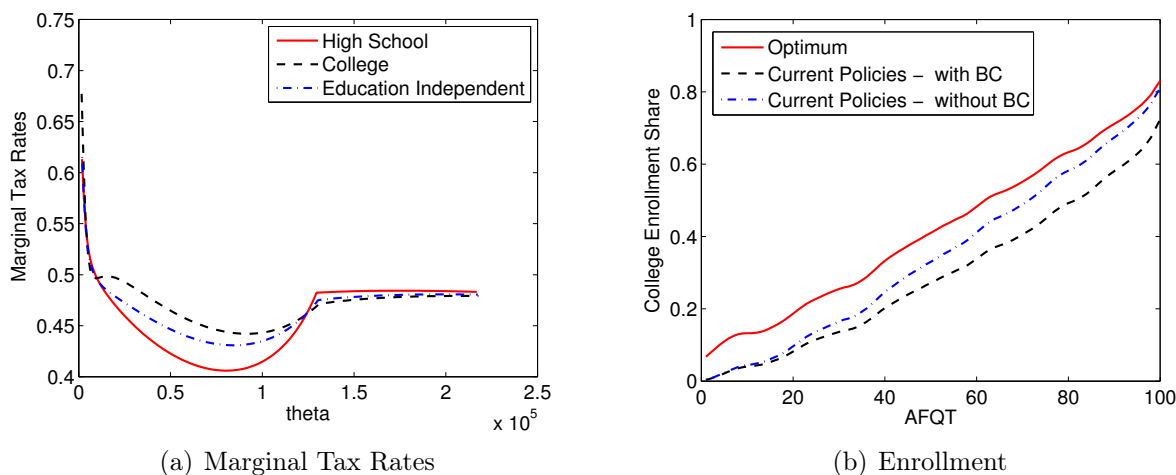 0.75
0.7
0.65
0.6
0.55
0.5
0.45
0.4
Marginal Tax Rates
High School
College
Education Independent
0 0.5 1 1.5 2 2.5
theta
x 10^5
(a) Marginal Tax Rates
1
0.8
0.6
0.4
0.2
0
College Enrollment Share
Optimum
Current Policies - with BC
Current Policies - without BC
0 20 40 60 80 100
AFQT
(b) Enrollment